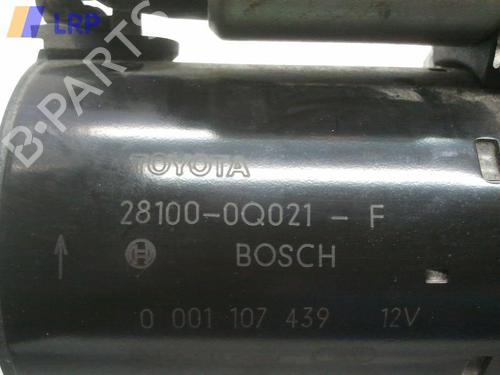 LRP
B-PARTS
TOYOTA
28100-0Q021 - F
BOSCH
0 001 107 439 12V